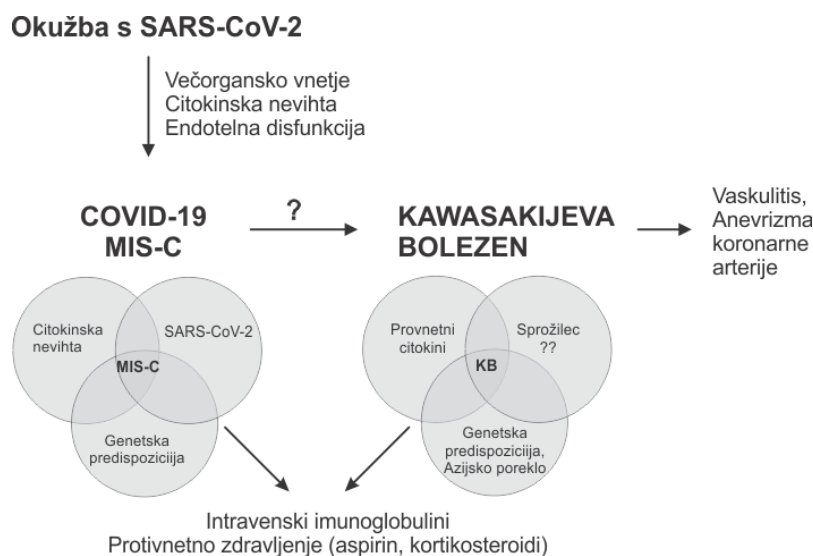 Okužba s SARS-CoV-2
Večorgansko vnetje
Citokinska nevihta
Endotelna disfunkcija
COVID-19
MIS-C
?
KAWASAKIJEVA
BOLEZEN
Vaskulitis,
Anevrizma
koronarne
arterije
Citokinska
nevihta
SARS-CoV-2
MIS-C
Genetska
predispoziciija
Provnetni
citokini
Sprožilec
??
KB
Genetska
predispoziciija,
Azijsko poreklo
Intravenski imunoglobulini
Protivnetno zdravljenje (aspirin, kortikosteroidi)